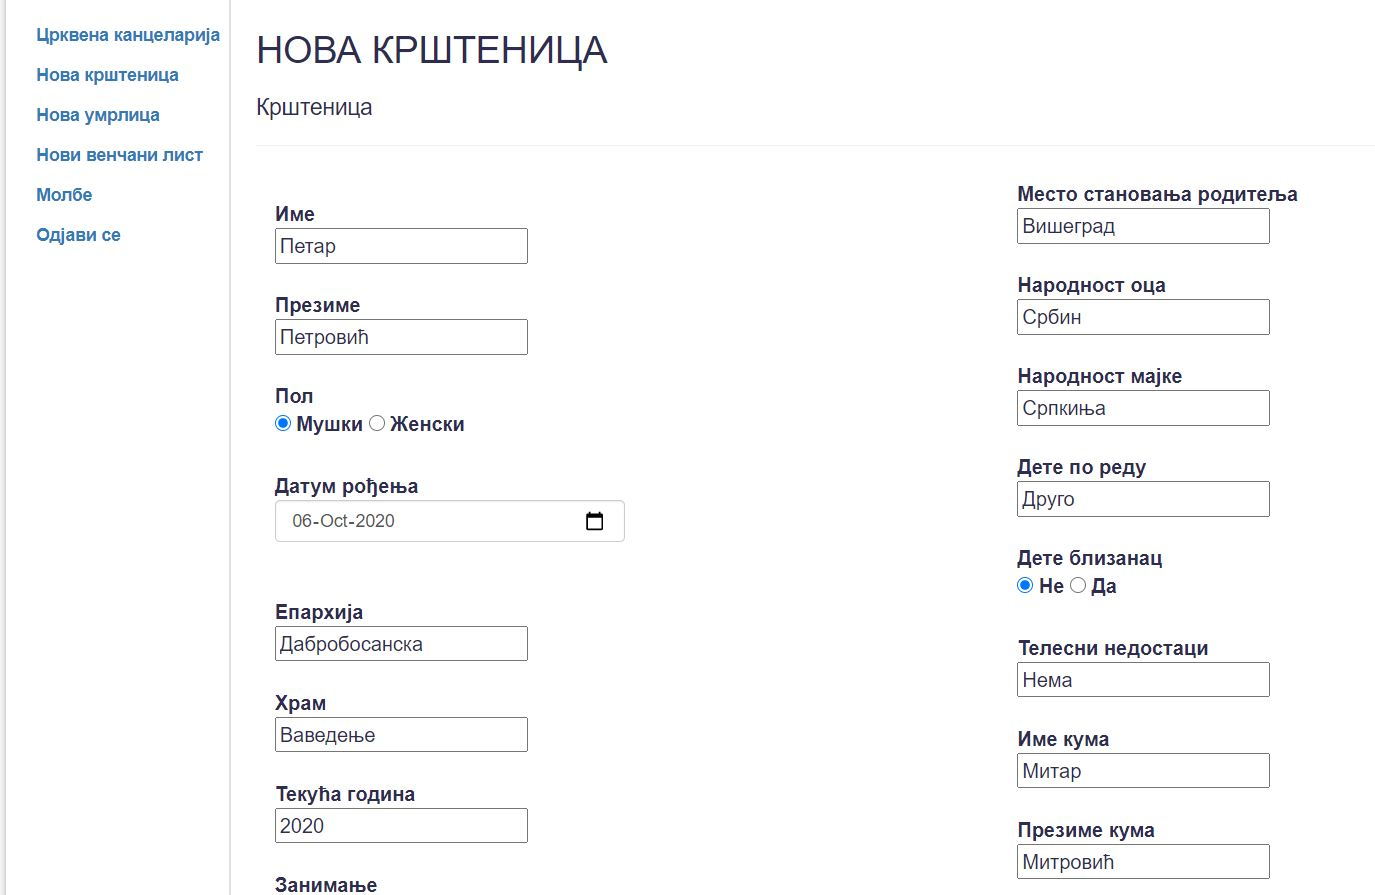 Црквена канцеларија
Нова крштеница
Нова умрлица
Нови венчани лист
Молбе
Одјави се
НОВА КРШТЕНИЦА
Крштеница
Име
Петар
Презиме
Петровић
Пол
Мушки Женски
Датум рођења
06-Oct-2020
Епархија
Дабробосанска
Храм
Ваведење
Текућа година
2020
Занимање
Место становања родитеља
Вишеград
Народност оца
Србин
Народност мајке
Српкиња
Дете по реду
Друго
Дете близанац
Не Да
Телесни недостаци
Нема
Име кума
Митар
Презиме кума
Митровић